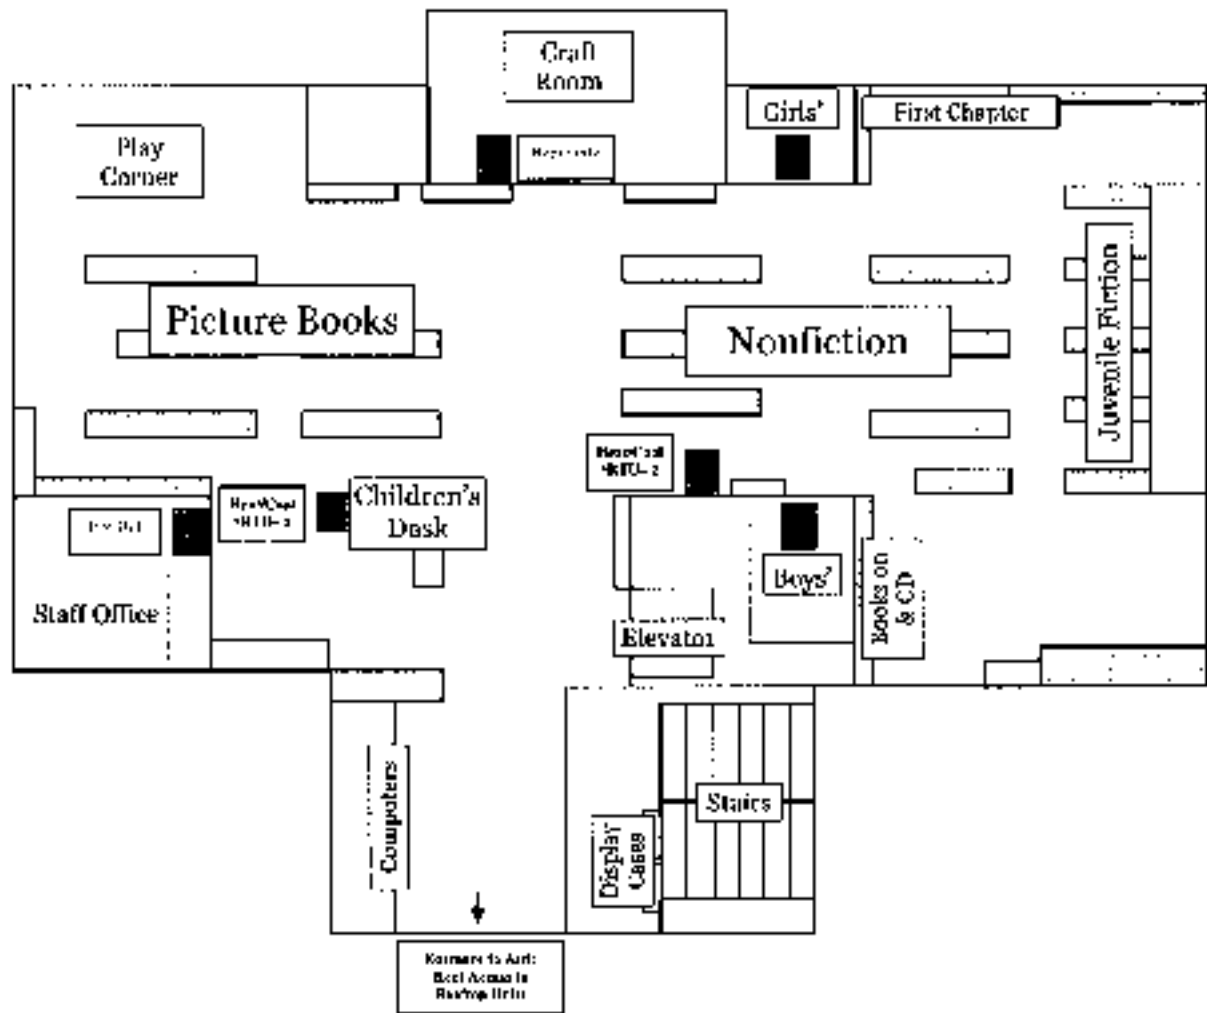 Craft
Room
Girls'
First Chapter
Play
Corner
Picture Books
Nonfiction
Juvenile Fiction
Children's
Dask
Staff Office
Boys'
Books on
& CD
Elevator
Computers
Stairs
Display
Cases